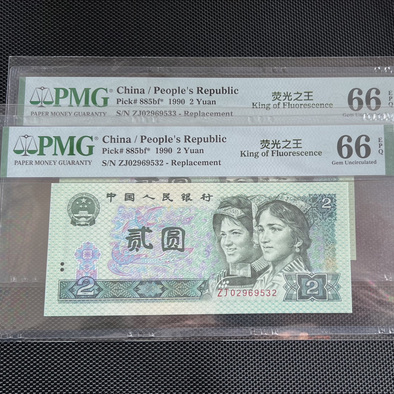 PMG
PAPER MONEY GUARANTY
China / People's Republic
Pick# 885bf* 1990 2 Yuan
S/N ZJ02969533 - Replacement
荧光之王
King of Fluorescence
66 EPQ
Gem Uncirculated
PMG
PAPER MONEY GUARANTY
China / People's Republic
Pick# 885bf* 1990 2 Yuan
S/N ZJ02969532 - Replacement
荧光之王
King of Fluorescence
66 EPQ
Gem Uncirculated
中国人民银行
2
贰圆
ZJ02969532
2
2